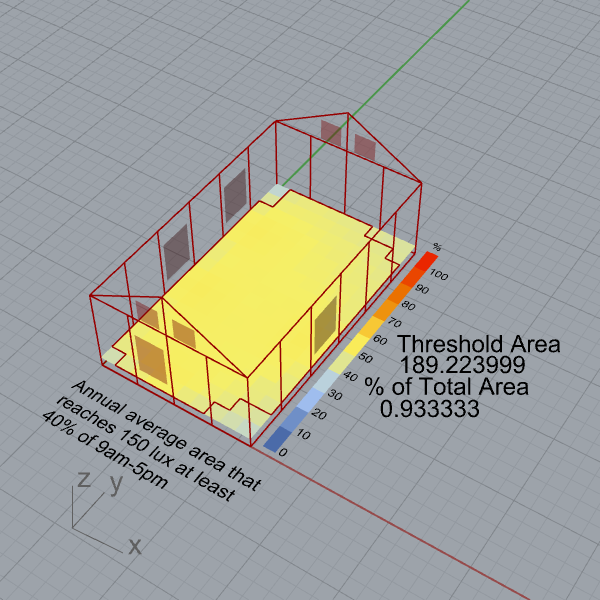 %
100
90
80
70
60
50
40
30
20
10
0
Threshold Area
189.223999
% of Total Area
0.933333
Annual average area that
reaches 150 lux at least
40% of 9am-5pm
z
y
x